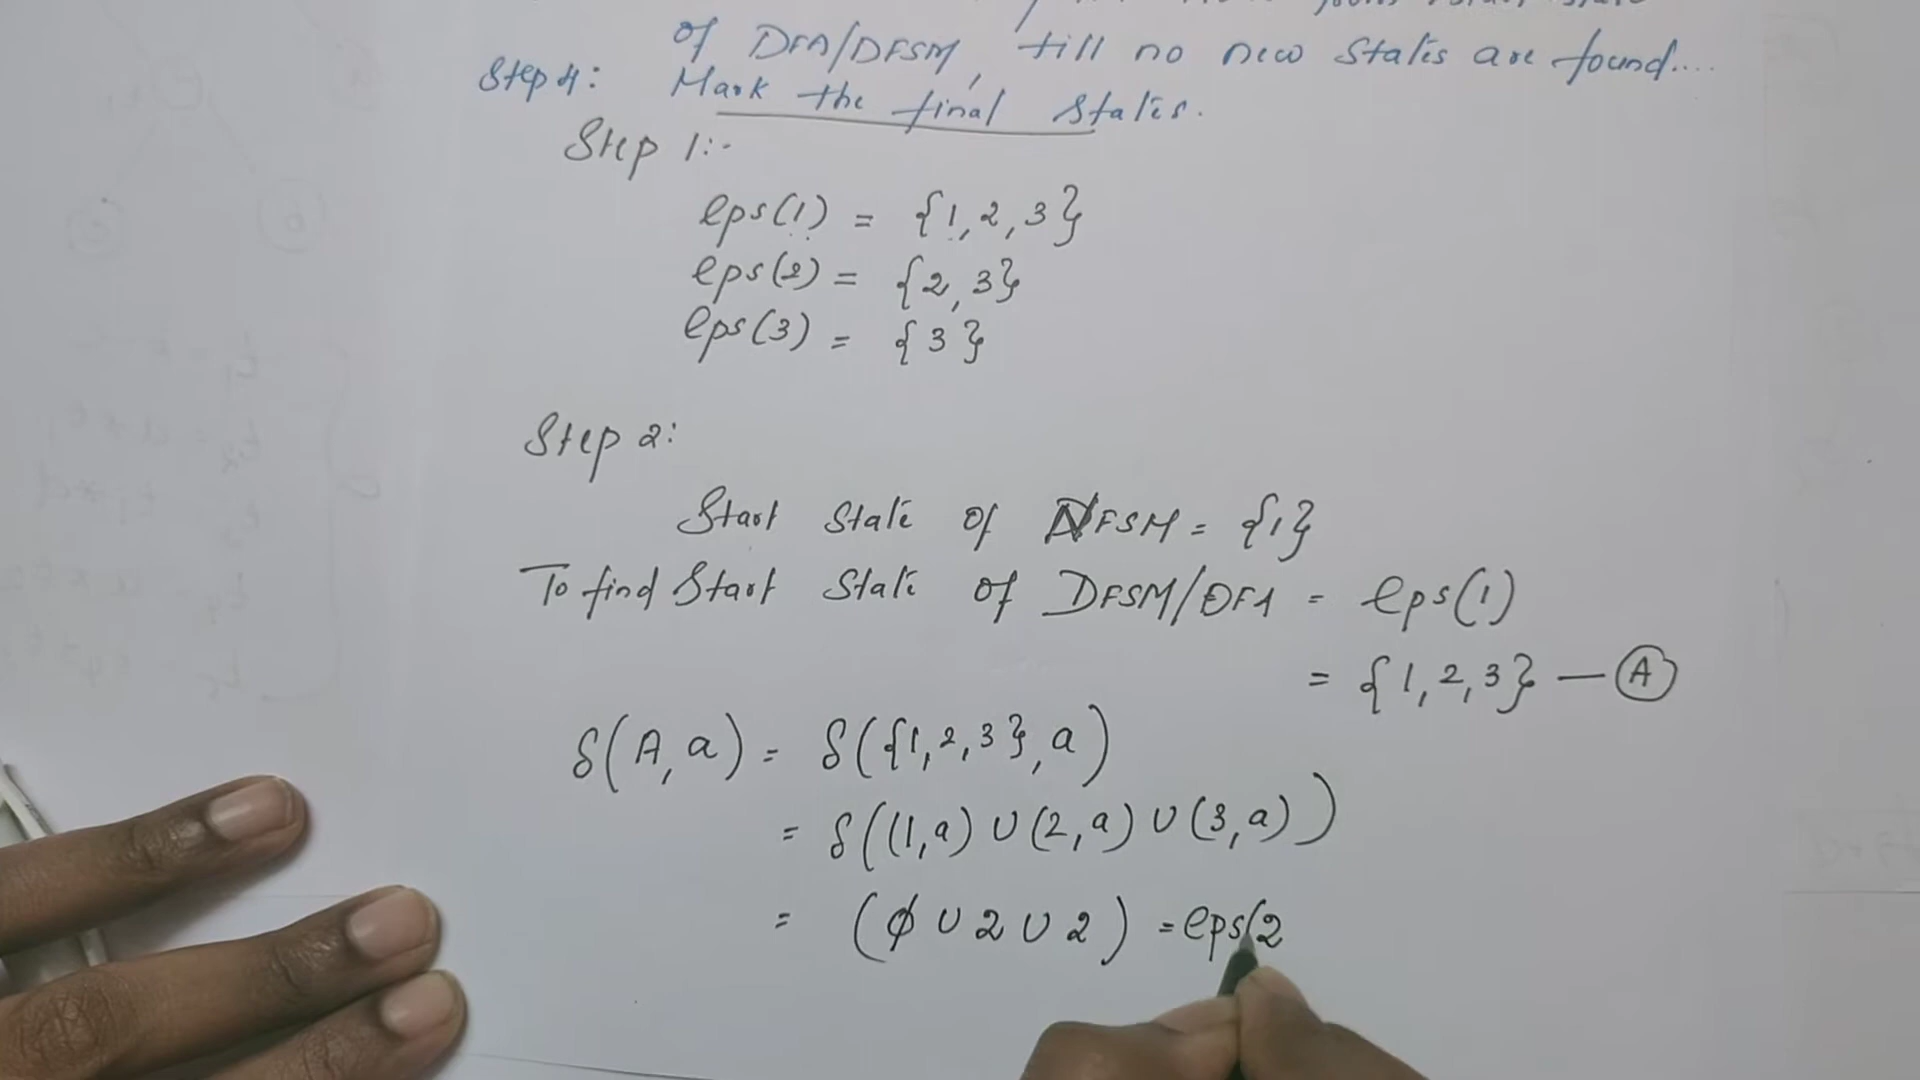 of DFA/DFSM, till no new states are found....
Step 4: Mark the final states.
Step 1:-
eps(1) = {1,2,3}
eps(2) = {2,3}
eps(3) = {3}
Step 2:
Start state of NFSM = {1}
To find Start state of DFSM/DFA = eps(1)
= {1,2,3} — A
δ(A,a) = δ({1,2,3},a)
= δ((1,a) ∪ (2,a) ∪ (3,a))
= (ϕ ∪ 2 ∪ 2) = eps(2